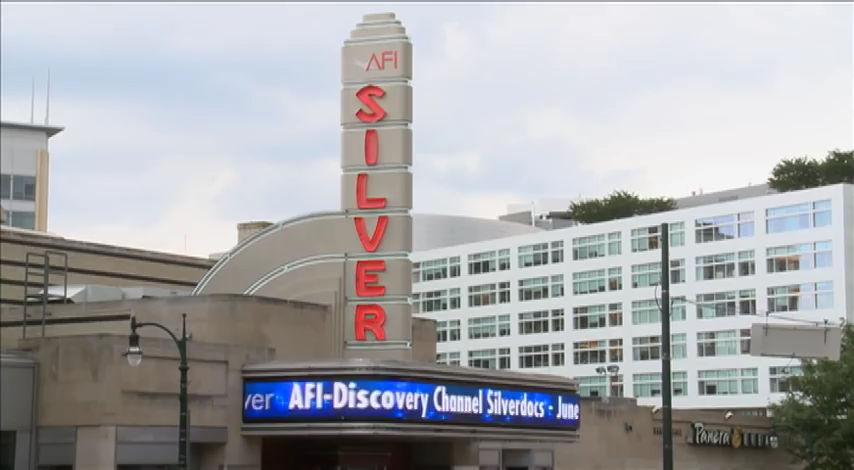 AFI
SILVER
ver AFI-Discovery Channel Silverdocs - June
Panera